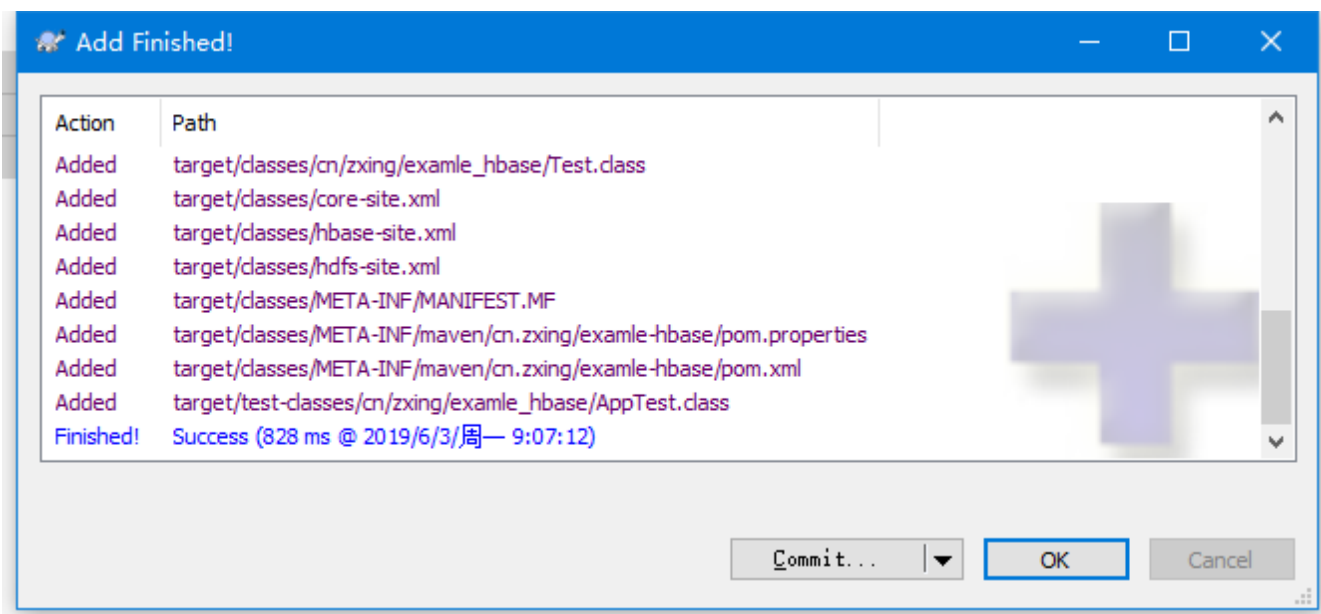 Add Finished!
Action Path
Added target/classes/cn/zxing/examle_hbase/Test.class
Added target/classes/core-site.xml
Added target/classes/hbase-site.xml
Added target/classes/hdfs-site.xml
Added target/classes/META-INF/MANIFEST.MF
Added target/classes/META-INF/maven/cn.zxing/examle-hbase/pom.properties
Added target/classes/META-INF/maven/cn.zxing/examle-hbase/pom.xml
Added target/test-classes/cn/zxing/examle_hbase/AppTest.class
Finished! Success (828 ms @ 2019/6/3/周一 9:07:12)
Commit... OK Cancel